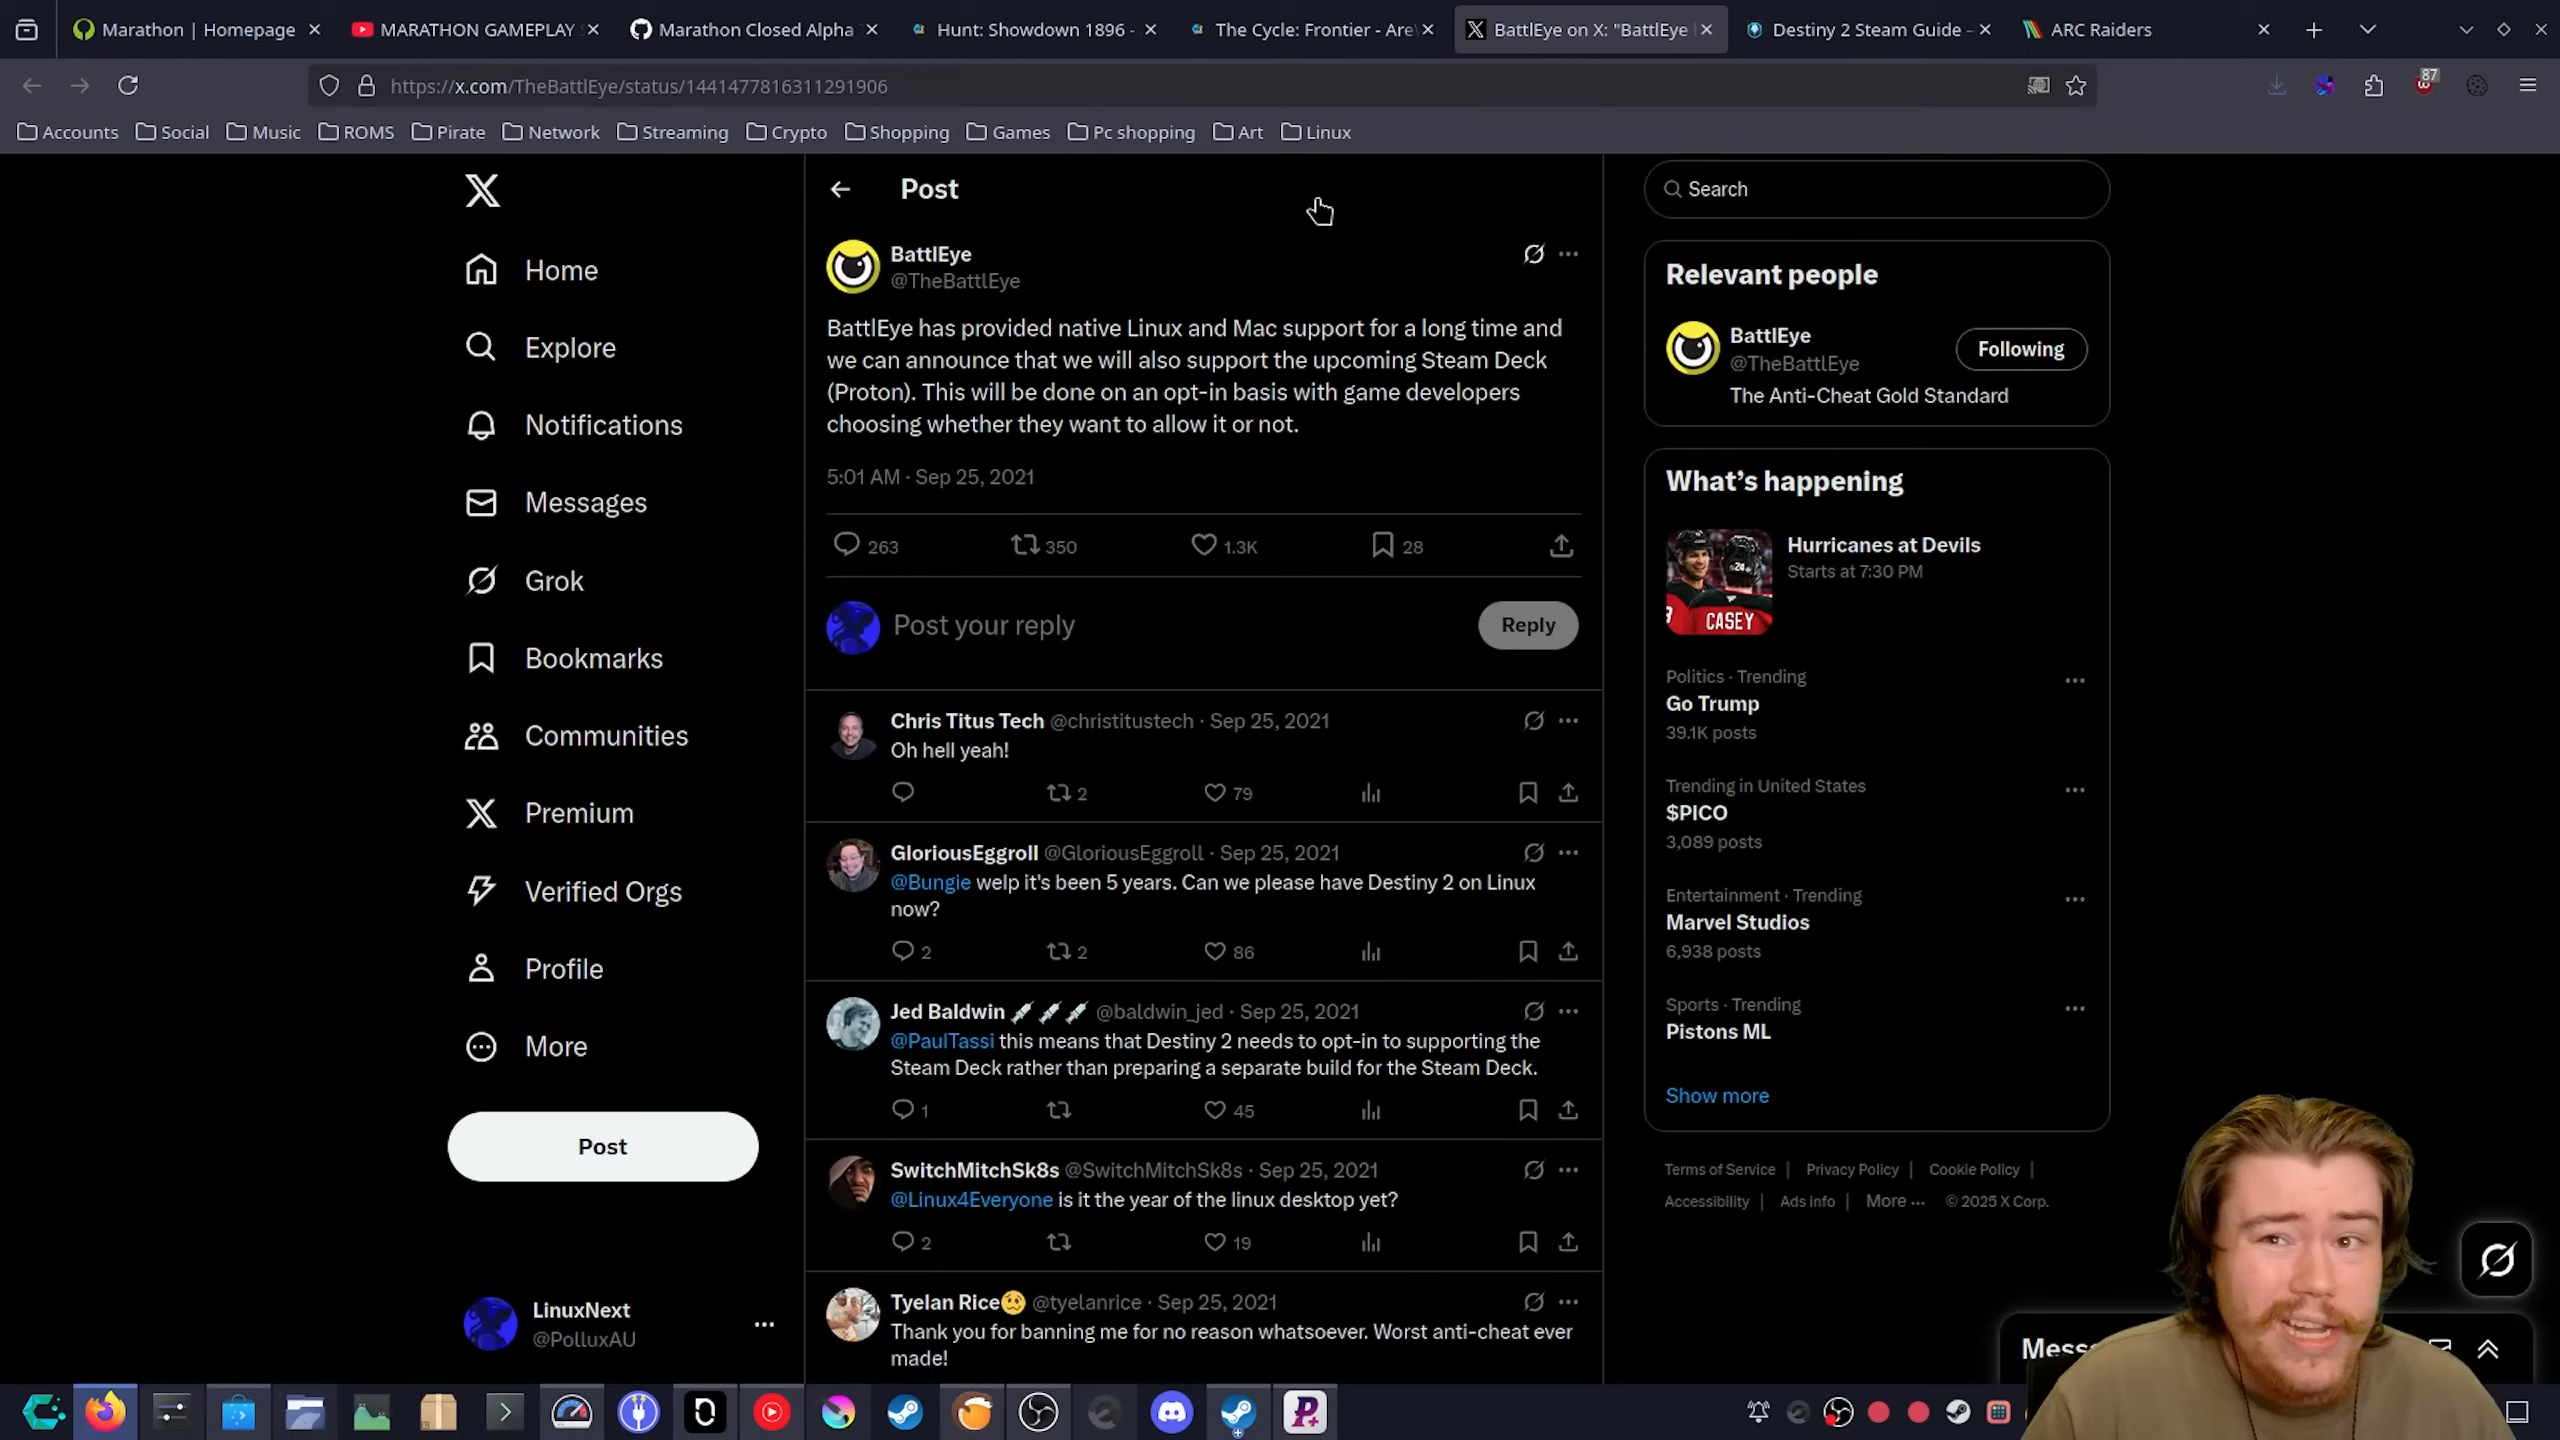 Marathon | Homepage
MARATHON GAMEPLAY
Marathon Closed Alpha
Hunt: Showdown 1896 -
The Cycle: Frontier - Are
BattlEye on X: "BattlEye
Destiny 2 Steam Guide -
ARC Raiders
https://x.com/TheBattlEye/status/1441477816311291906
87
Accounts
Social
Music
ROMS
Pirate
Network
Streaming
Crypto
Shopping
Games
Pc shopping
Art
Linux
Home
Explore
Notifications
Messages
Grok
Bookmarks
Communities
Premium
Verified Orgs
Profile
More
Post
LinuxNext
@PolluxAU
Post
BattlEye
@TheBattlEye
BattlEye has provided native Linux and Mac support for a long time and
we can announce that we will also support the upcoming Steam Deck
(Proton). This will be done on an opt-in basis with game developers
choosing whether they want to allow it or not.
5:01 AM · Sep 25, 2021
263
350
1.3K
28
Post your reply
Reply
Chris Titus Tech @christitustech · Sep 25, 2021
Oh hell yeah!
2
79
GloriousEggroll @GloriousEggroll · Sep 25, 2021
@Bungie welp it's been 5 years. Can we please have Destiny 2 on Linux
now?
2
2
86
Jed Baldwin @baldwin_jed · Sep 25, 2021
@PaulTassi this means that Destiny 2 needs to opt-in to supporting the
Steam Deck rather than preparing a separate build for the Steam Deck.
1
45
SwitchMitchSk8s @SwitchMitchSk8s · Sep 25, 2021
@Linux4Everyone is it the year of the linux desktop yet?
2
19
Tyelan Rice @tyelanrice · Sep 25, 2021
Thank you for banning me for no reason whatsoever. Worst anti-cheat ever
made!
Search
Relevant people
BattlEye
@TheBattlEye
Following
The Anti-Cheat Gold Standard
What's happening
Hurricanes at Devils
Starts at 7:30 PM
24
CASEY
Politics · Trending
Go Trump
39.1K posts
Trending in United States
$PICO
3,089 posts
Entertainment · Trending
Marvel Studios
6,938 posts
Sports · Trending
Pistons ML
Show more
Terms of Service | Privacy Policy | Cookie Policy |
Accessibility | Ads info | More ··· © 2025 X Corp.